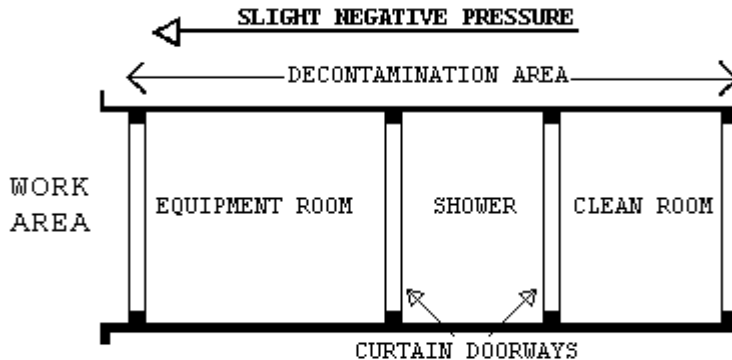 SLIGHT NEGATIVE PRESSURE
DECONTAMINATION AREA
WORK
AREA
EQUIPMENT ROOM
SHOWER
CLEAN ROOM
CURTAIN DOORWAYS